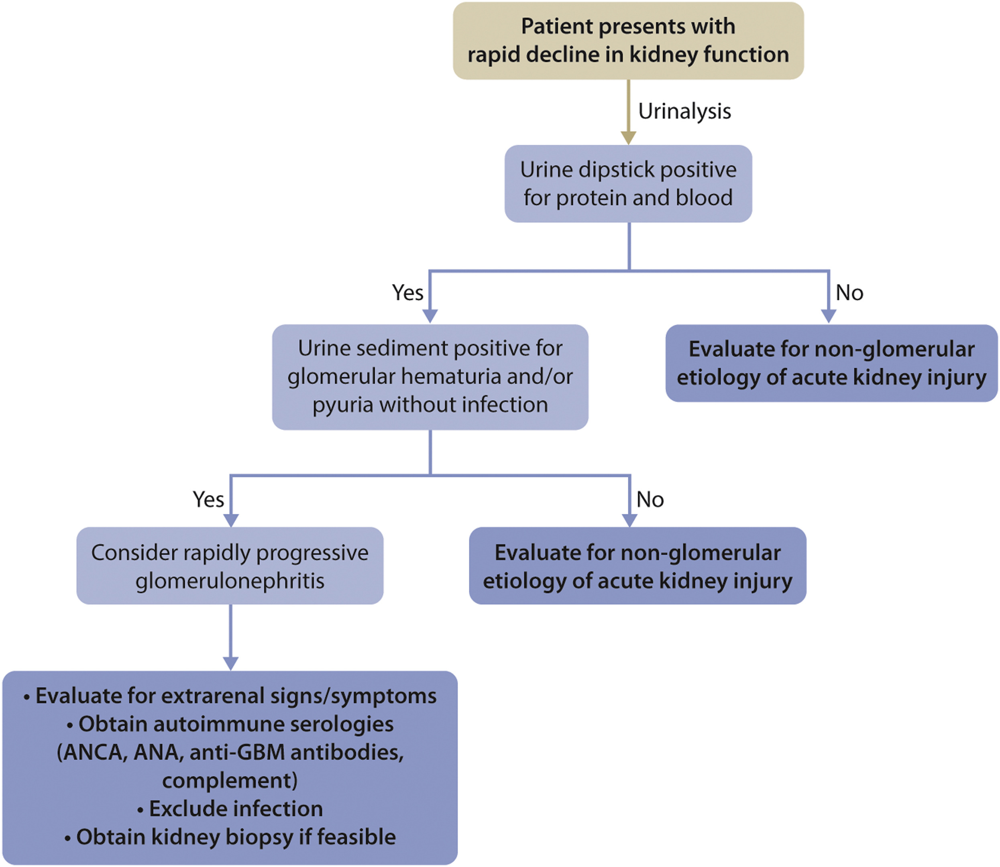 Patient presents with
rapid decline in kidney function
Urinalysis
Urine dipstick positive
for protein and blood
Yes
No
Urine sediment positive for
glomerular hematuria and/or
pyuria without infection
Evaluate for non-glomerular
etiology of acute kidney injury
Yes
No
Consider rapidly progressive
glomerulonephritis
Evaluate for non-glomerular
etiology of acute kidney injury
• Evaluate for extrarenal signs/symptoms
• Obtain autoimmune serologies
(ANCA, ANA, anti-GBM antibodies,
complement)
• Exclude infection
• Obtain kidney biopsy if feasible